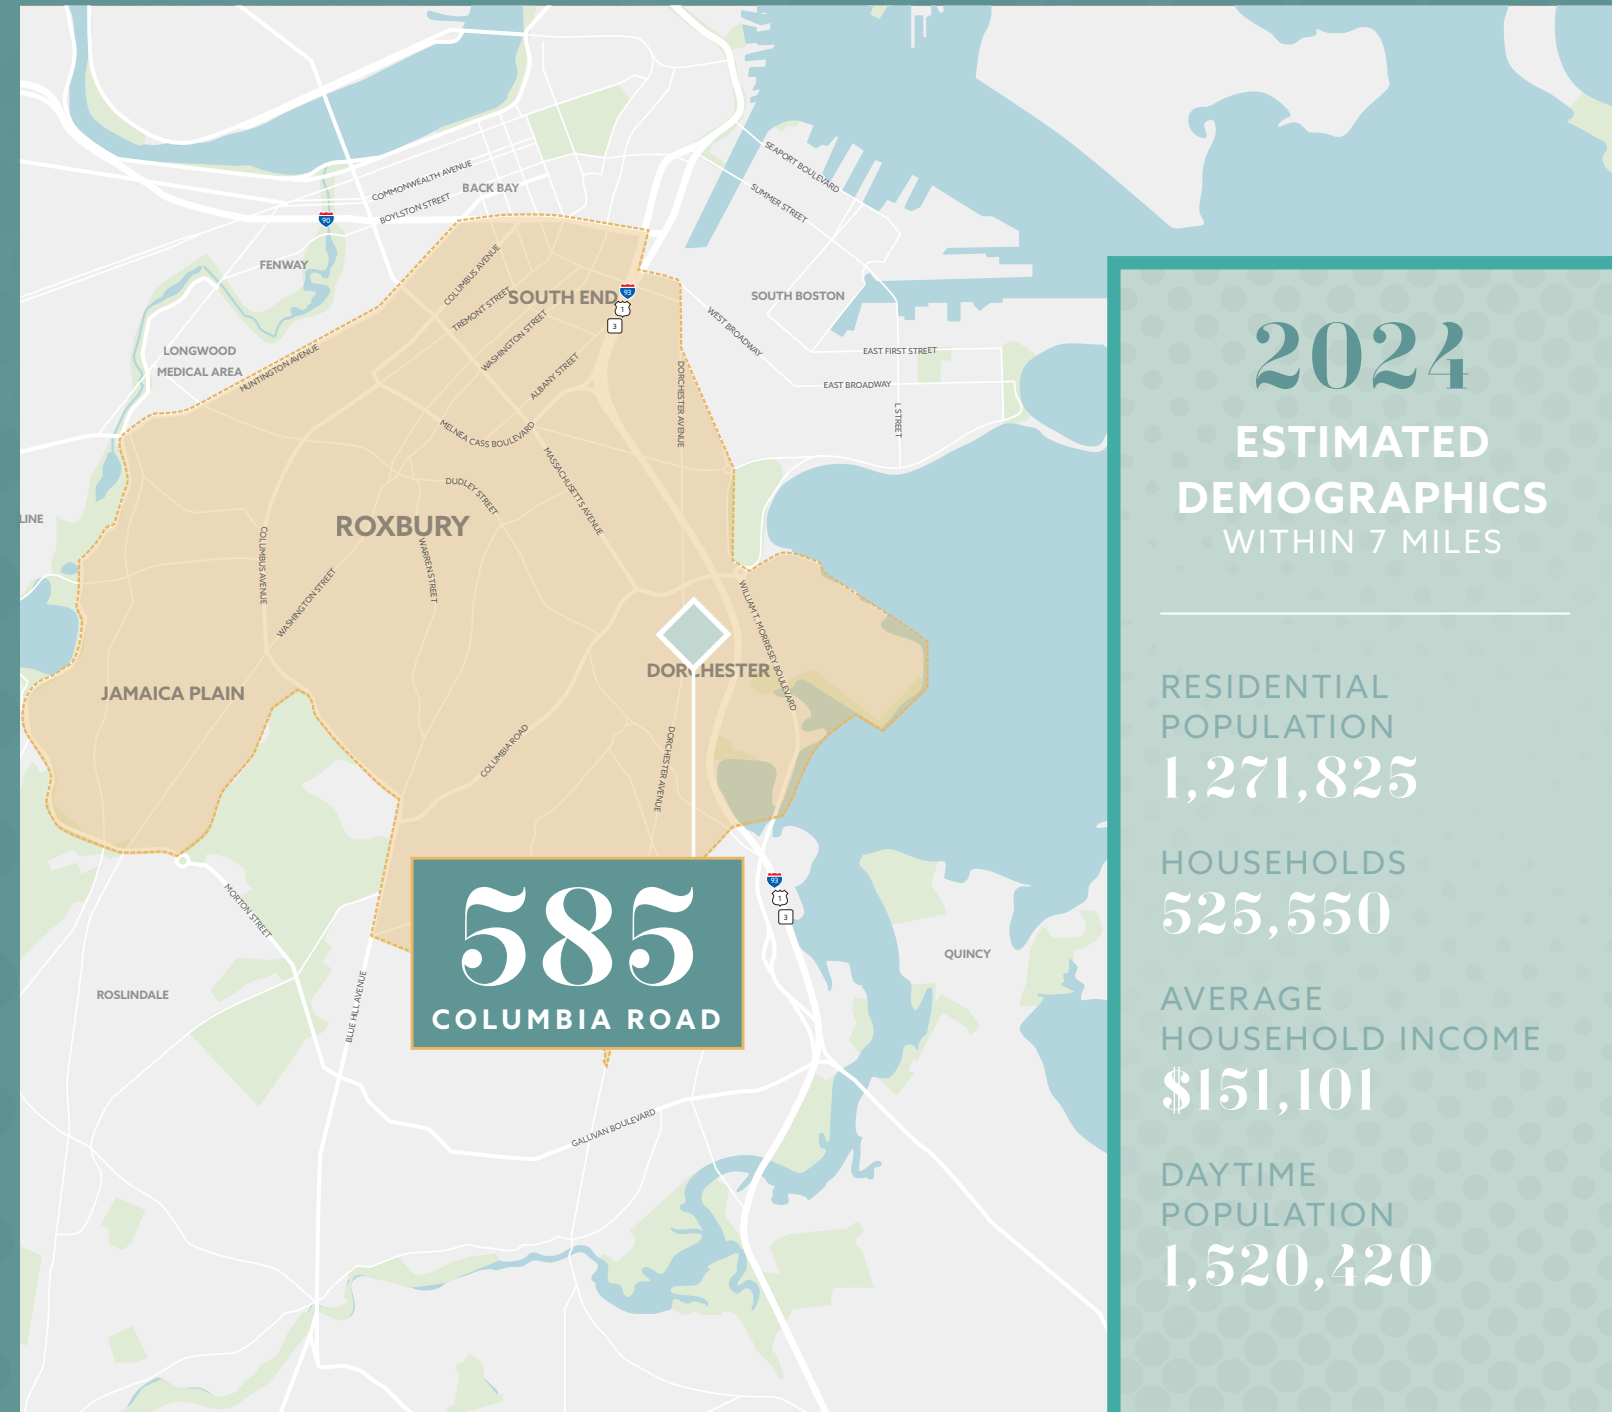 COMMONWEALTH AVENUE
BACK BAY
BOYLSTON STREET
90
FENWAY
SEAPORT BOULEVARD
SUMMER STREET
COLUMBUS AVENUE
SOUTH END
93
1
3
TREMONT STREET
WASHINGTON STREET
ALBANY STREET
SOUTH BOSTON
WEST BROADWAY
EAST FIRST STREET
EAST BROADWAY
L STREET
LONGWOOD
MEDICAL AREA
HUNTINGTON AVENUE
DORCHESTER AVENUE
MELNEA CASS BOULEVARD
MASSACHUSETTS AVENUE
DUDLEY STREET
LINE
ROXBURY
COLUMBUS AVENUE
WASHINGTON STREET
WARREN STREET
WILLIAM T. MORRISSEY BOULEVARD
DORCHESTER
JAMAICA PLAIN
COLUMBIA ROAD
DORCHESTER AVENUE
585
COLUMBIA ROAD
93
1
3
MORTON STREET
QUINCY
ROSLINDALE
BLUE HILL AVENUE
GALLIVAN BOULEVARD
2024
ESTIMATED
DEMOGRAPHICS
WITHIN 7 MILES
RESIDENTIAL
POPULATION
1,271,825
HOUSEHOLDS
525,550
AVERAGE
HOUSEHOLD INCOME
$151,101
DAYTIME
POPULATION
1,520,420